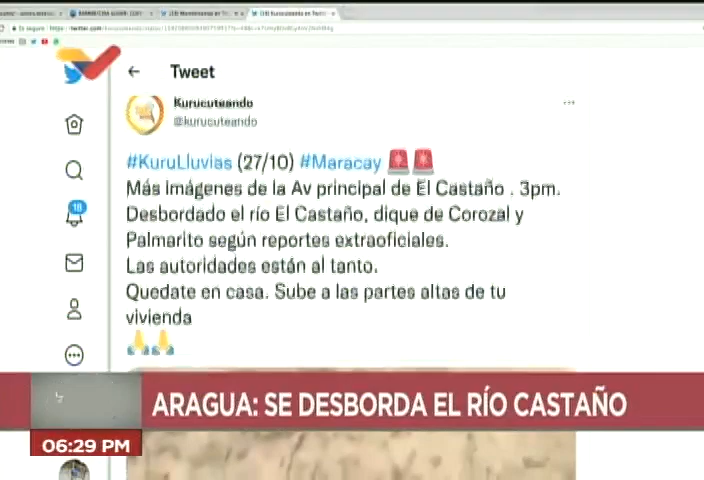 Tweet
Kurucuteando
@kurucuteando
#KuruLluvias (27/10) #Maracay
Más imágenes de la Av principal de El Castaño . 3pm.
Desbordado el río El Castaño, dique de Corozal y
Palmarito según reportes extraoficiales.
Las autoridades están al tanto.
Quedate en casa. Sube a las partes altas de tu
vivienda
18
ARAGUA: SE DESBORDA EL RÍO CASTAÑO
06:29 PM